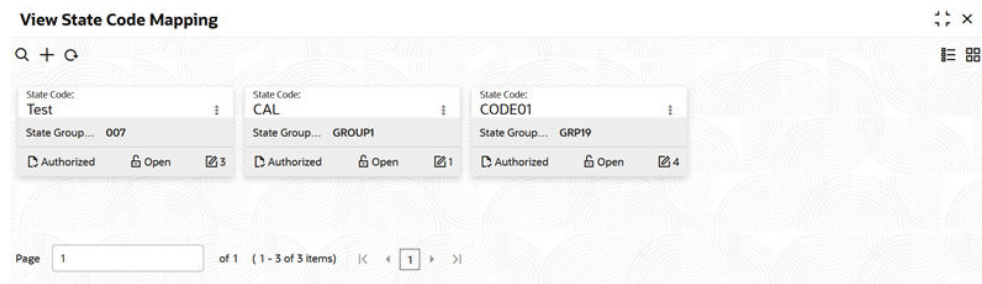 View State Code Mapping
State Code: State Code: State Code:
Test CAL CODE01
State Group... 007 State Group... GROUP1 State Group... GRP19
Authorized Open 3 Authorized Open 1 Authorized Open 4
Page 1 of 1 (1 - 3 of 3 items) 1